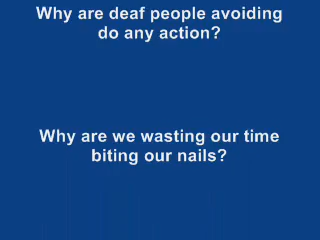 Why are deaf people avoiding
do any action?
Why are we wasting our time
biting our nails?